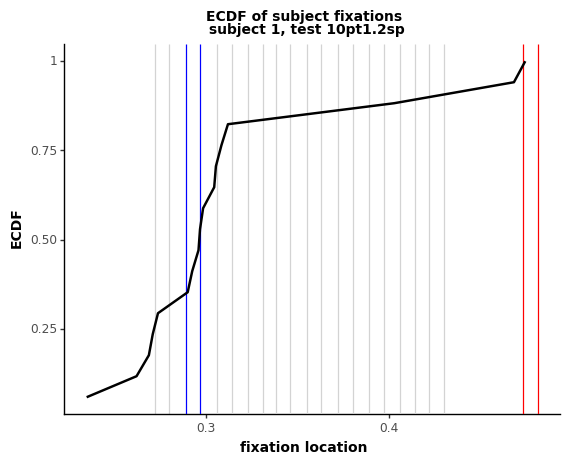 ECDF of subject fixations
subject 1, test 10pt1.2sp
1
0.75
0.50
0.25
ECDF
0.3 0.4
fixation location